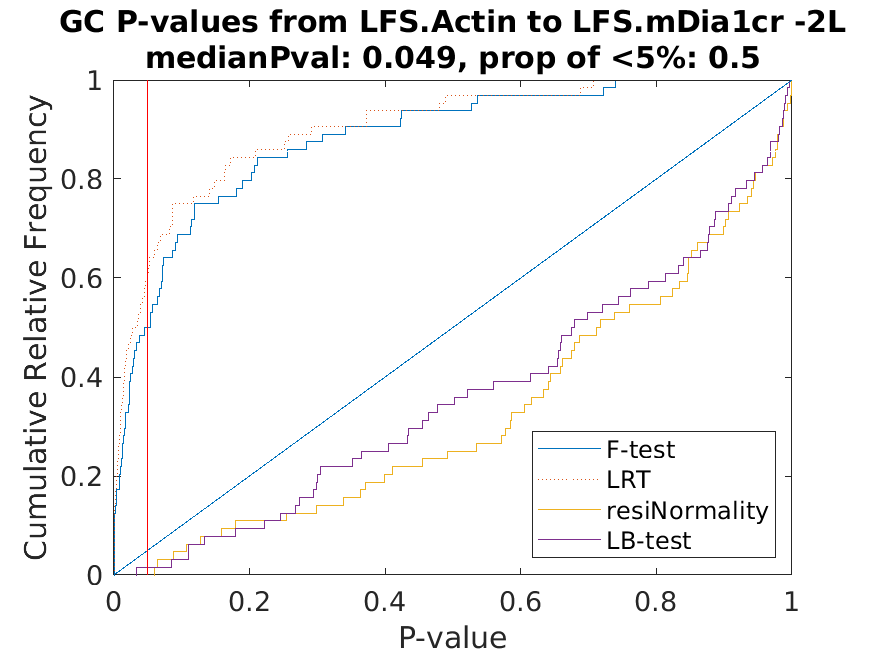 GC P-values from LFS.Actin to LFS.mDia1cr -2L
medianPval: 0.049, prop of <5%: 0.5
Cumulative Relative Frequency
1
0.8
0.6
0.4
0.2
0
0
0.2
0.4
0.6
0.8
1
P-value
F-test
LRT
resiNormality
LB-test